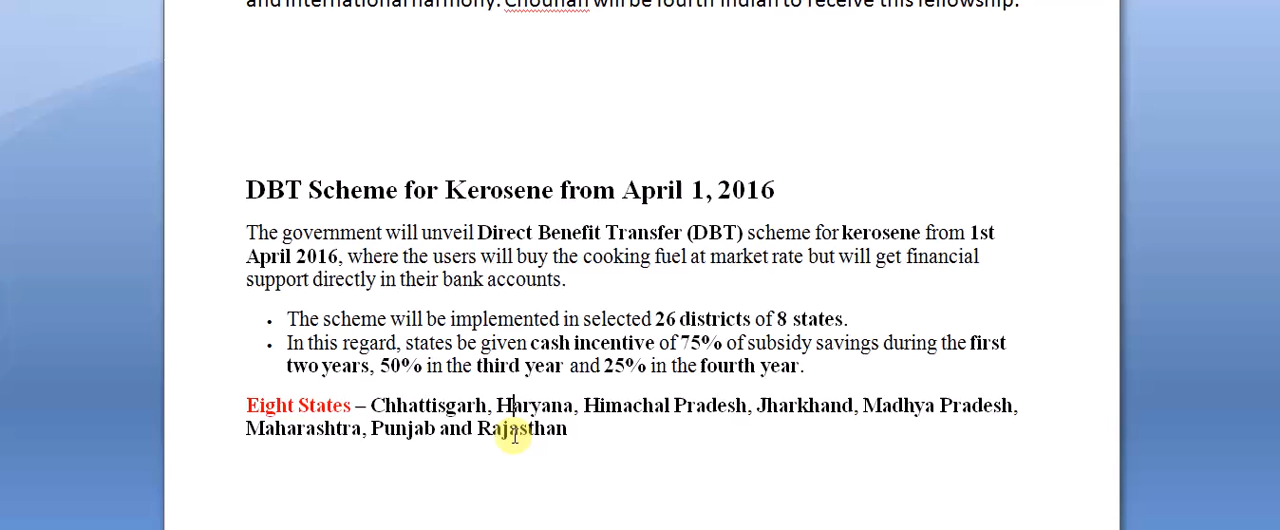 and international harmony. Chouhan will be fourth Indian to receive this fellowship.
DBT Scheme for Kerosene from April 1, 2016
The government will unveil Direct Benefit Transfer (DBT) scheme for kerosene from 1st
April 2016, where the users will buy the cooking fuel at market rate but will get financial
support directly in their bank accounts.
• The scheme will be implemented in selected 26 districts of 8 states.
• In this regard, states be given cash incentive of 75% of subsidy savings during the first
two years, 50% in the third year and 25% in the fourth year.
Eight States – Chhattisgarh, Haryana, Himachal Pradesh, Jharkhand, Madhya Pradesh,
Maharashtra, Punjab and Rajasthan